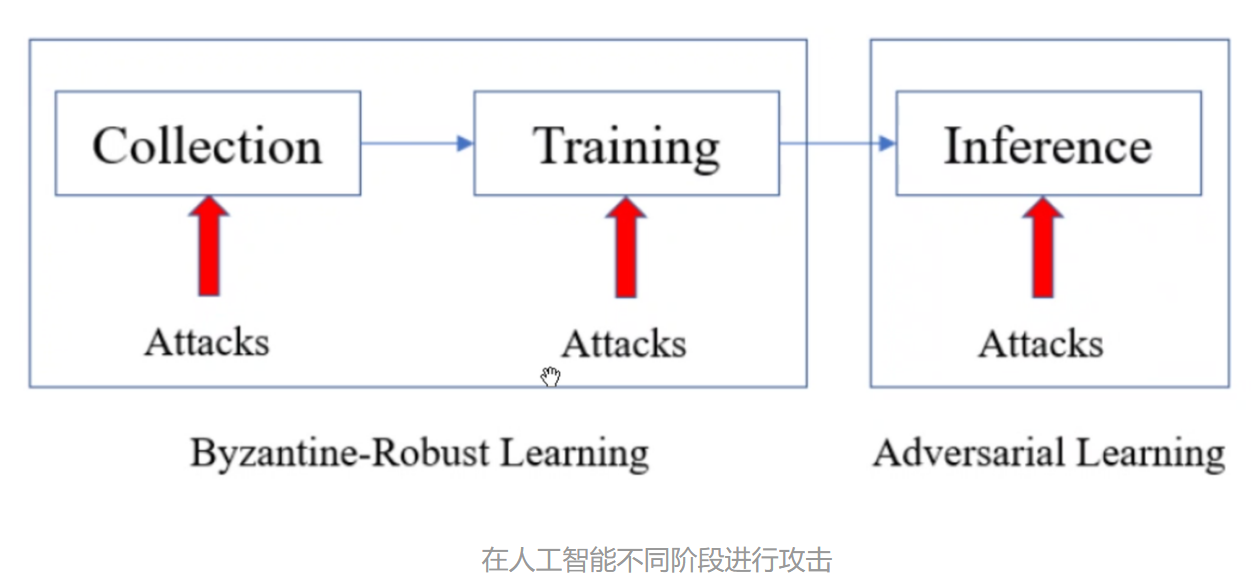 Collection
Training
Inference
Attacks
Attacks
Attacks
Byzantine-Robust Learning
Adversarial Learning
在人工智能不同阶段进行攻击